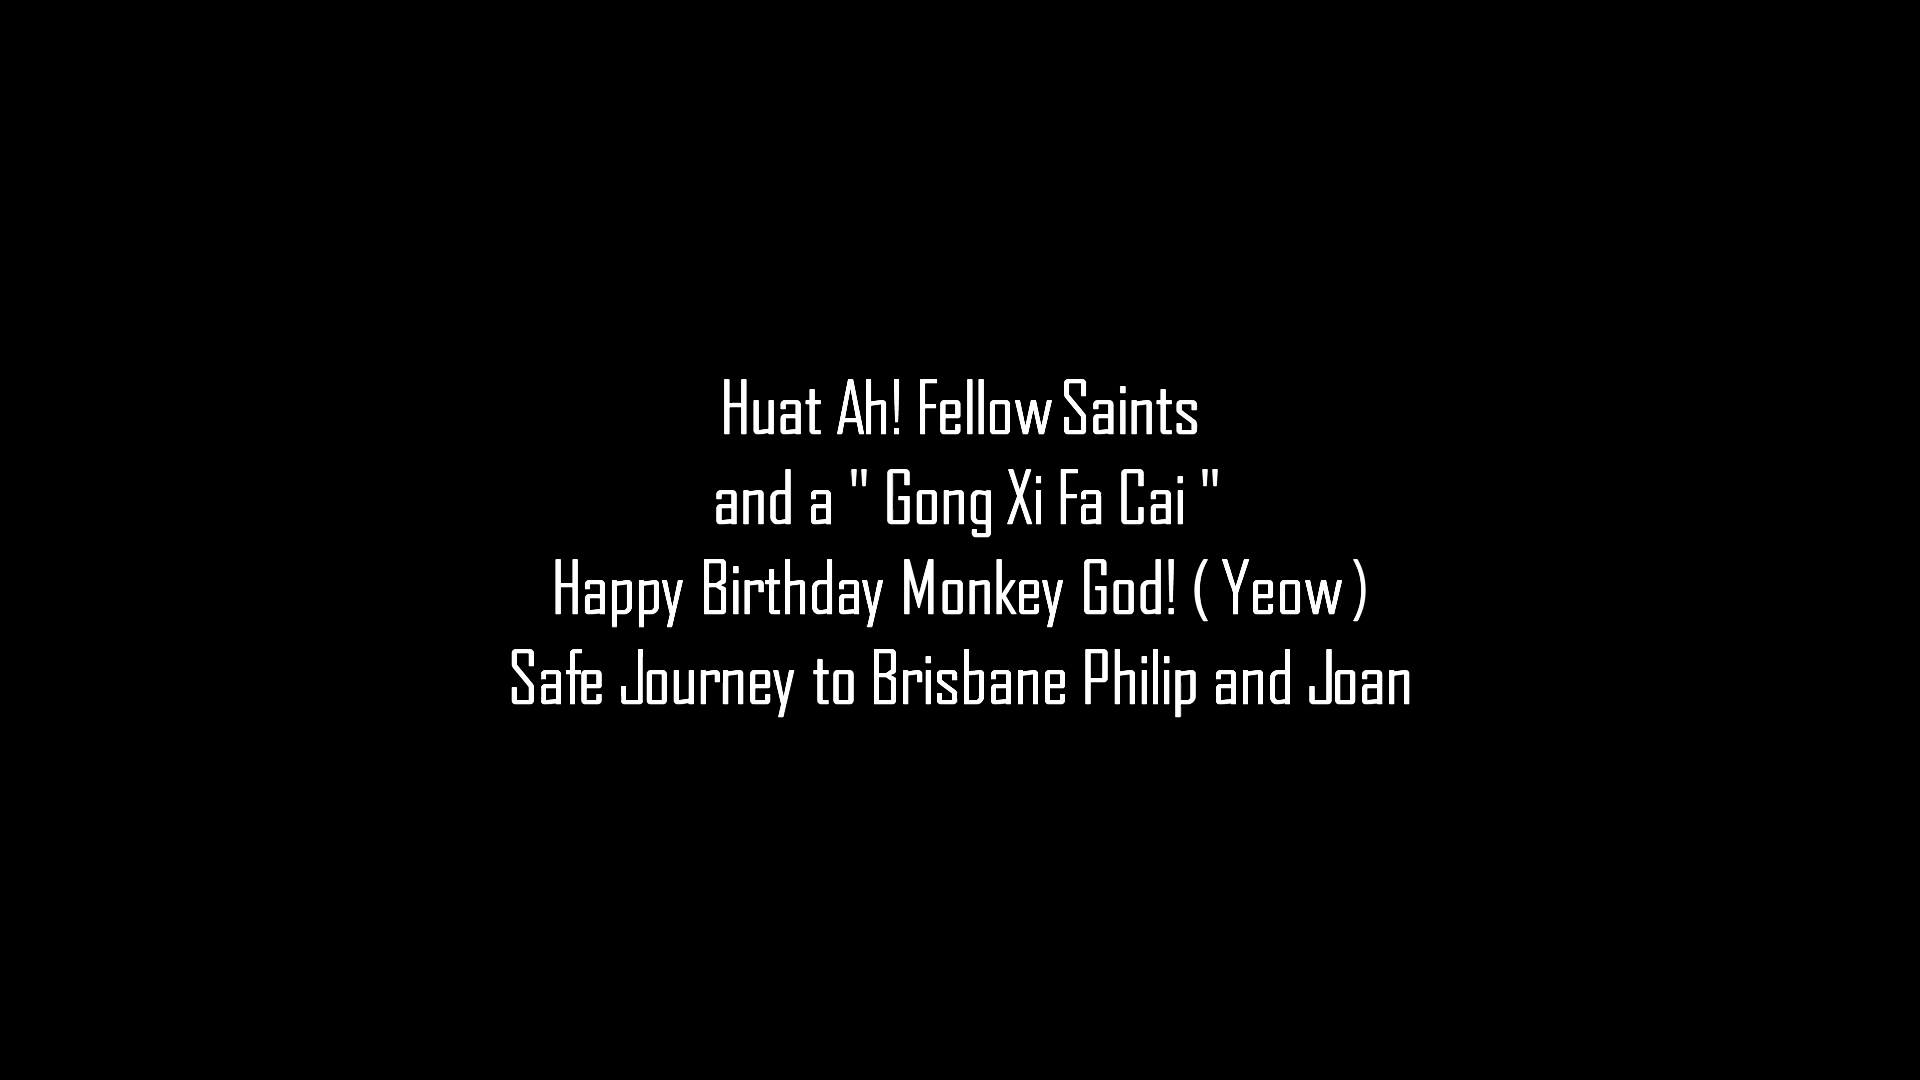 Huat Ah! Fellow Saints
and a " Gong Xi Fa Cai "
Happy Birthday Monkey God! ( Yeow )
Safe Journey to Brisbane Philip and Joan